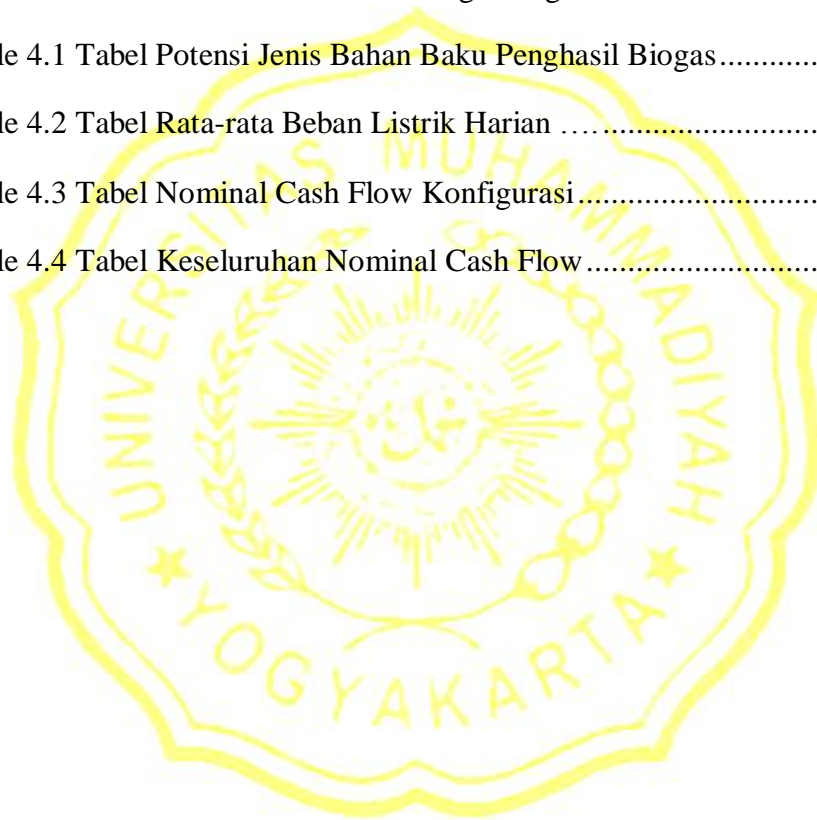 le 4.1 Tabel Potensi Jenis Bahan Baku Penghasil Biogas............
le 4.2 Tabel Rata-rata Beban Listrik Harian ….........................
le 4.3 Tabel Nominal Cash Flow Konfigurasi.............................
le 4.4 Tabel Keseluruhan Nominal Cash Flow............................
UNIVERSITAS MUHAMMADIYAH
YOGYAKARTA